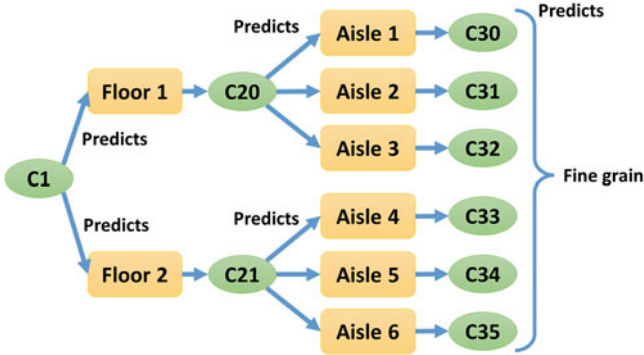 Predicts
Predicts
Aisle 1
C30
Floor 1
C20
Aisle 2
C31
Predicts
Aisle 3
C32
C1
Fine grain
Predicts
Predicts
Aisle 4
C33
Floor 2
C21
Aisle 5
C34
Aisle 6
C35